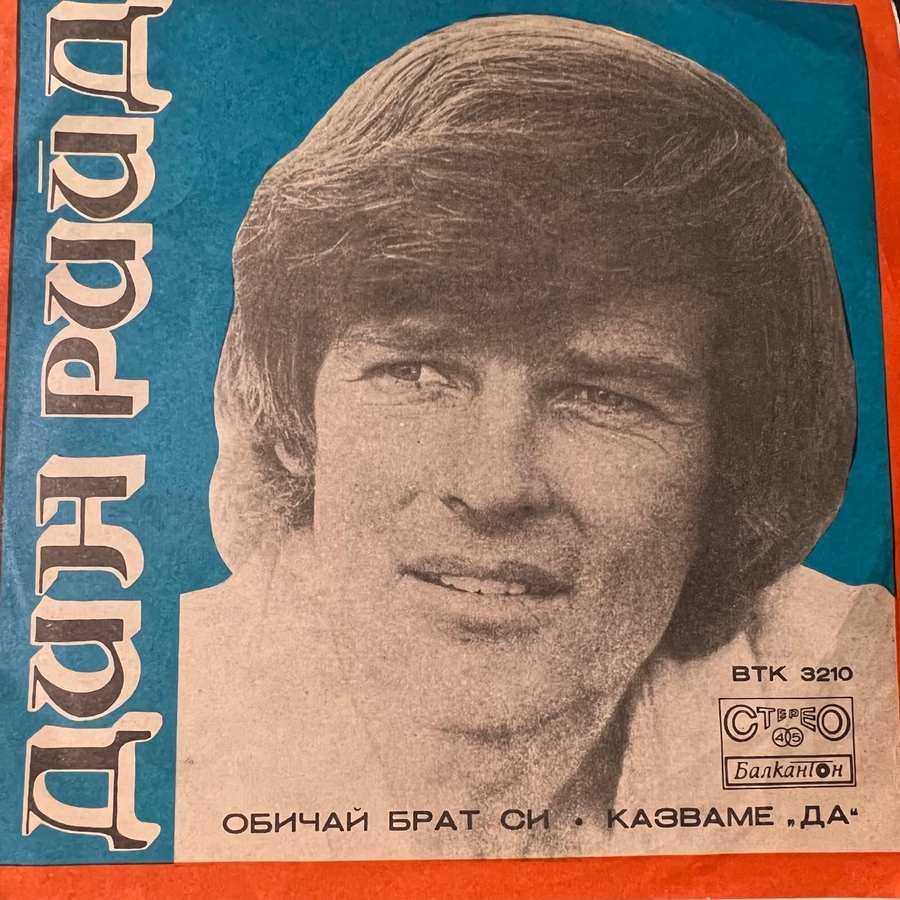 ДИН РИЙД
ВТК 3210
СТЕРЕО
45
Балкантон
ОБИЧАЙ БРАТ СИ • КАЗВАМЕ „ДА“